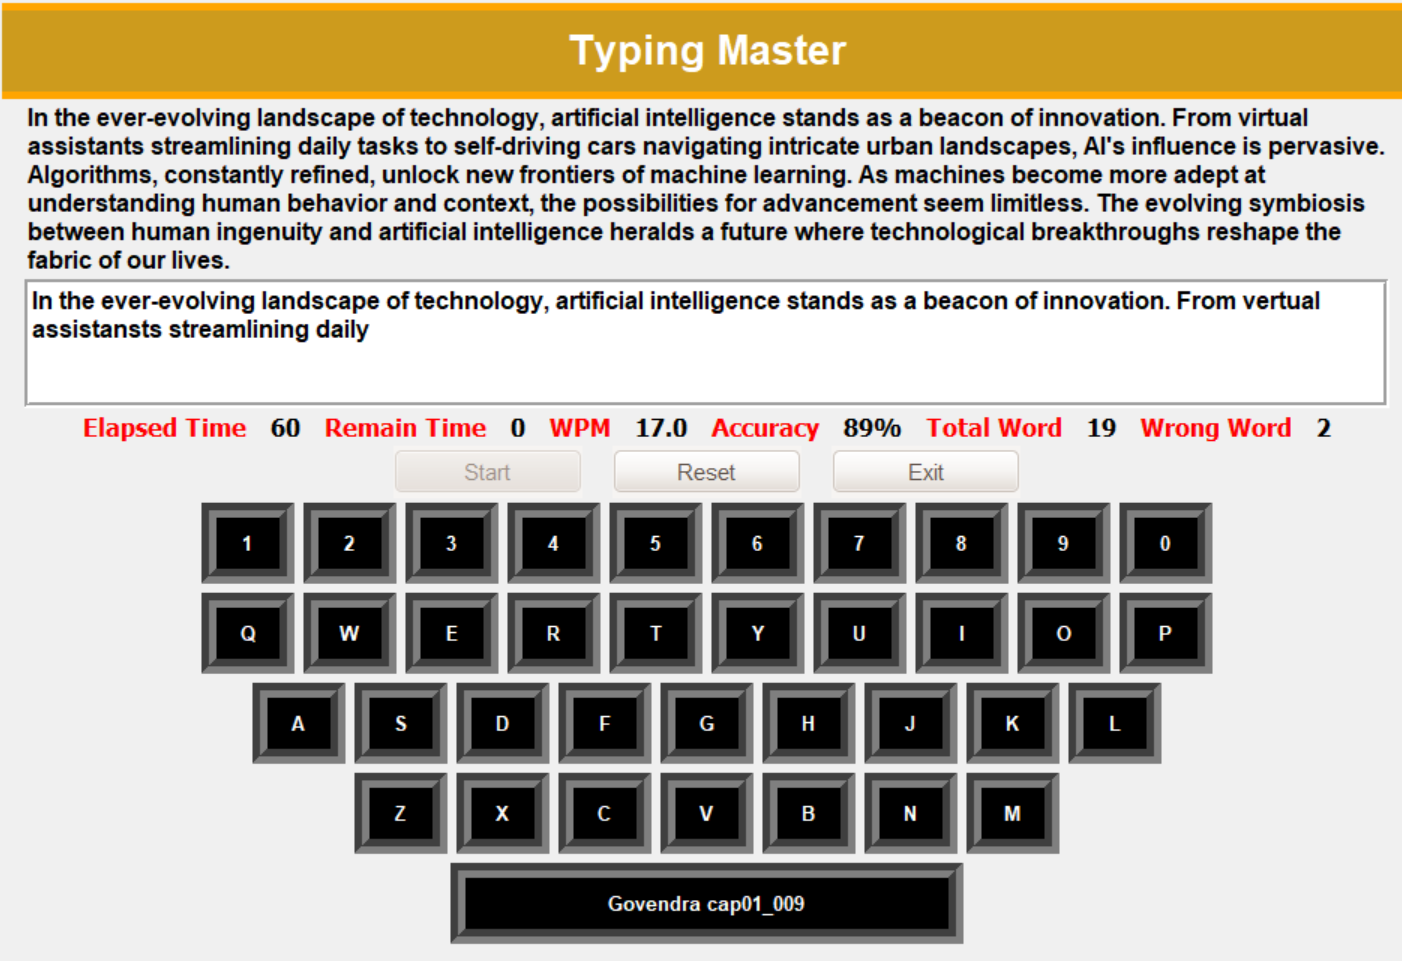 Typing Master
In the ever-evolving landscape of technology, artificial intelligence stands as a beacon of innovation. From virtual
assistants streamlining daily tasks to self-driving cars navigating intricate urban landscapes, AI's influence is pervasive.
Algorithms, constantly refined, unlock new frontiers of machine learning. As machines become more adept at
understanding human behavior and context, the possibilities for advancement seem limitless. The evolving symbiosis
between human ingenuity and artificial intelligence heralds a future where technological breakthroughs reshape the
fabric of our lives.
In the ever-evolving landscape of technology, artificial intelligence stands as a beacon of innovation. From vertual
assistansts streamlining daily
Elapsed Time 60 Remain Time 0 WPM 17.0 Accuracy 89% Total Word 19 Wrong Word 2
Start Reset Exit
1 2 3 4 5 6 7 8 9 0
Q W E R T Y U I O P
A S D F G H J K L
Z X C V B N M
Govendra cap01_009